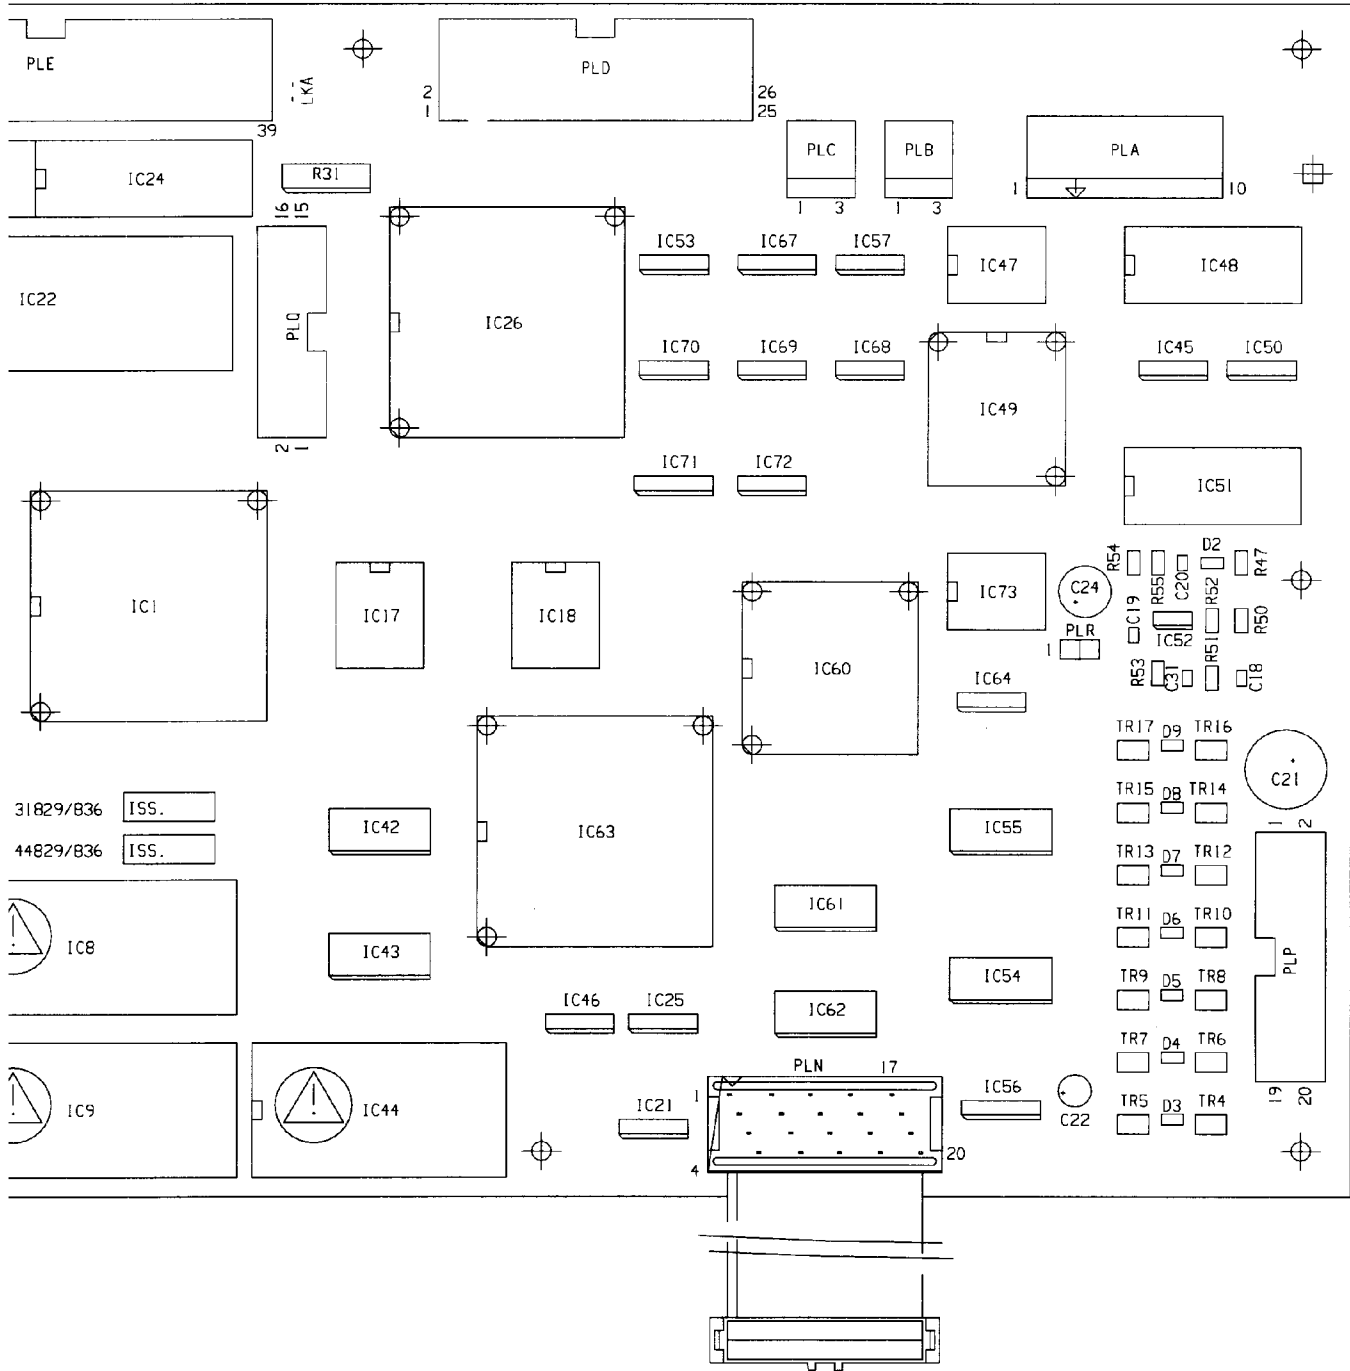 PLE
LKA
PLD
2
1
26
25
39
PLC
PLB
PLA
1
3
1
3
1
10
IC24
R31
16
15
IC22
PLQ
2
1
IC26
IC53
IC67
IC57
IC47
IC48
IC70
IC69
IC68
IC49
IC45
IC50
IC71
IC72
IC51
IC1
IC17
IC18
IC60
IC73
C24
PLR
1
R54
R55
C20
D2
R52
R47
C19
IC52
R50
R53
C31
R51
C18
IC64
TR17
D9
TR16
C21
TR15
D8
TR14
1
2
TR13
D7
TR12
TR11
D6
TR10
PLP
TR9
D5
TR8
TR7
D4
TR6
TR5
D3
TR4
19
20
31829/B36
ISS.
44829/B36
ISS.
IC42
IC63
IC55
IC8
IC43
IC61
IC54
IC46
IC25
IC62
IC9
IC44
IC21
PLN
17
1
4
20
IC56
C22